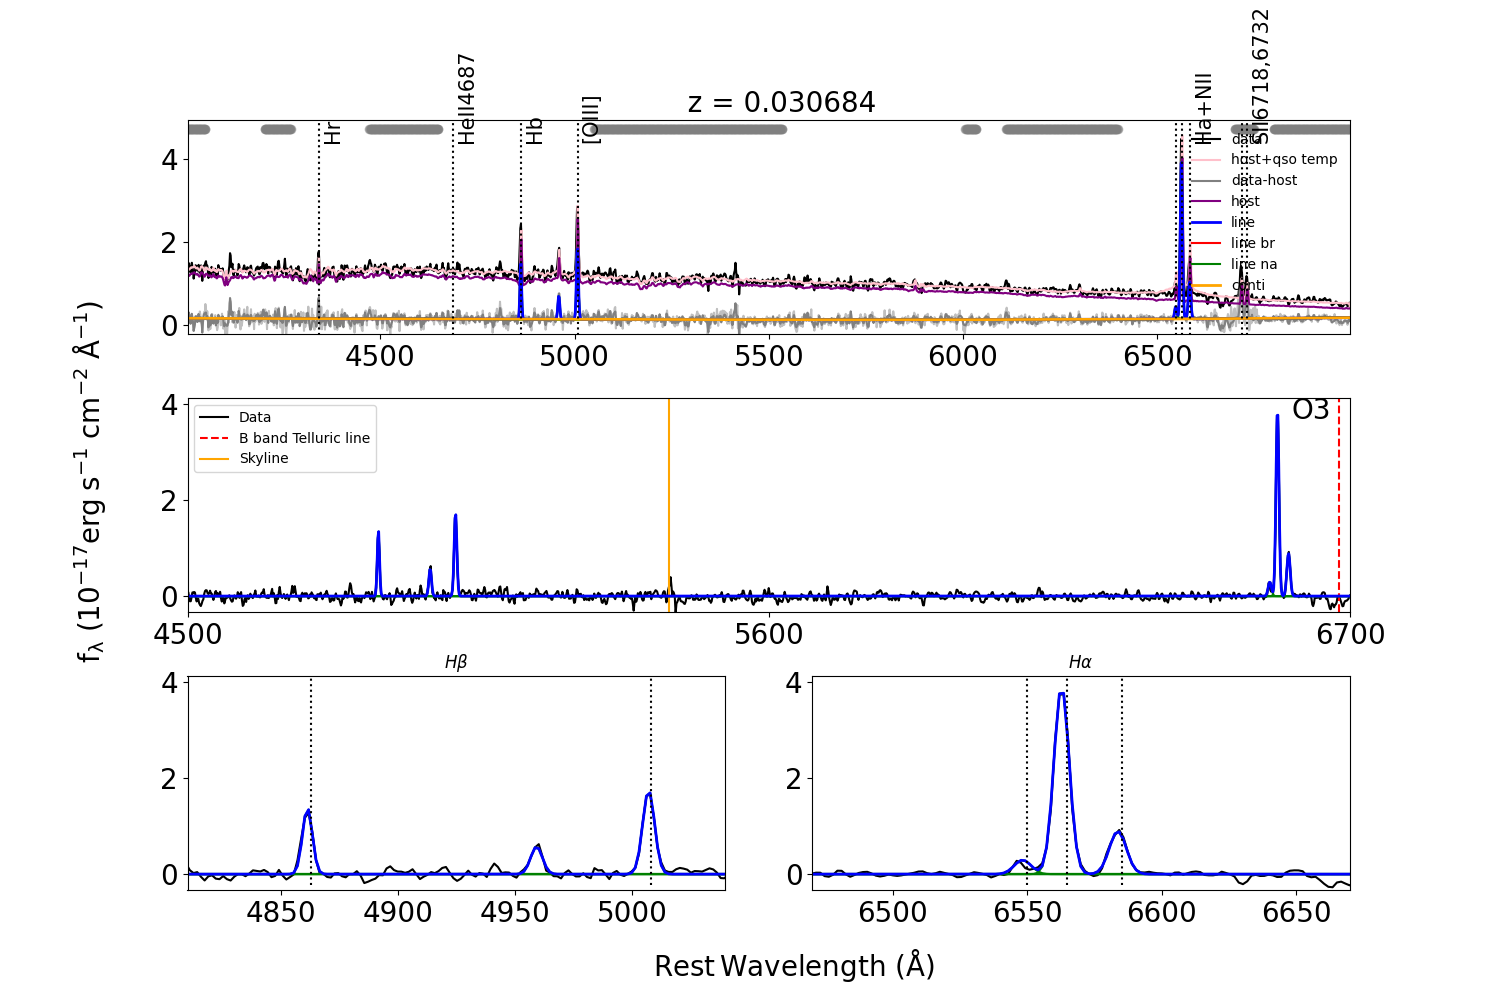 z = 0.030684
Hr
HeII4687
Hb
[OIII]
Ha+NII
SII6718,6732
data
host+qso temp
data-host
host
line
line br
line na
conti
4
2
0
4500
5000
5500
6000
6500
fλ (10⁻¹⁷erg s⁻¹ cm⁻² Å⁻¹)
Data
B band Telluric line
Skyline
O3
4
2
0
4500
5600
6700
Hβ
4
2
0
4850
4900
4950
5000
Hα
4
2
0
6500
6550
6600
6650
Rest Wavelength (Å)